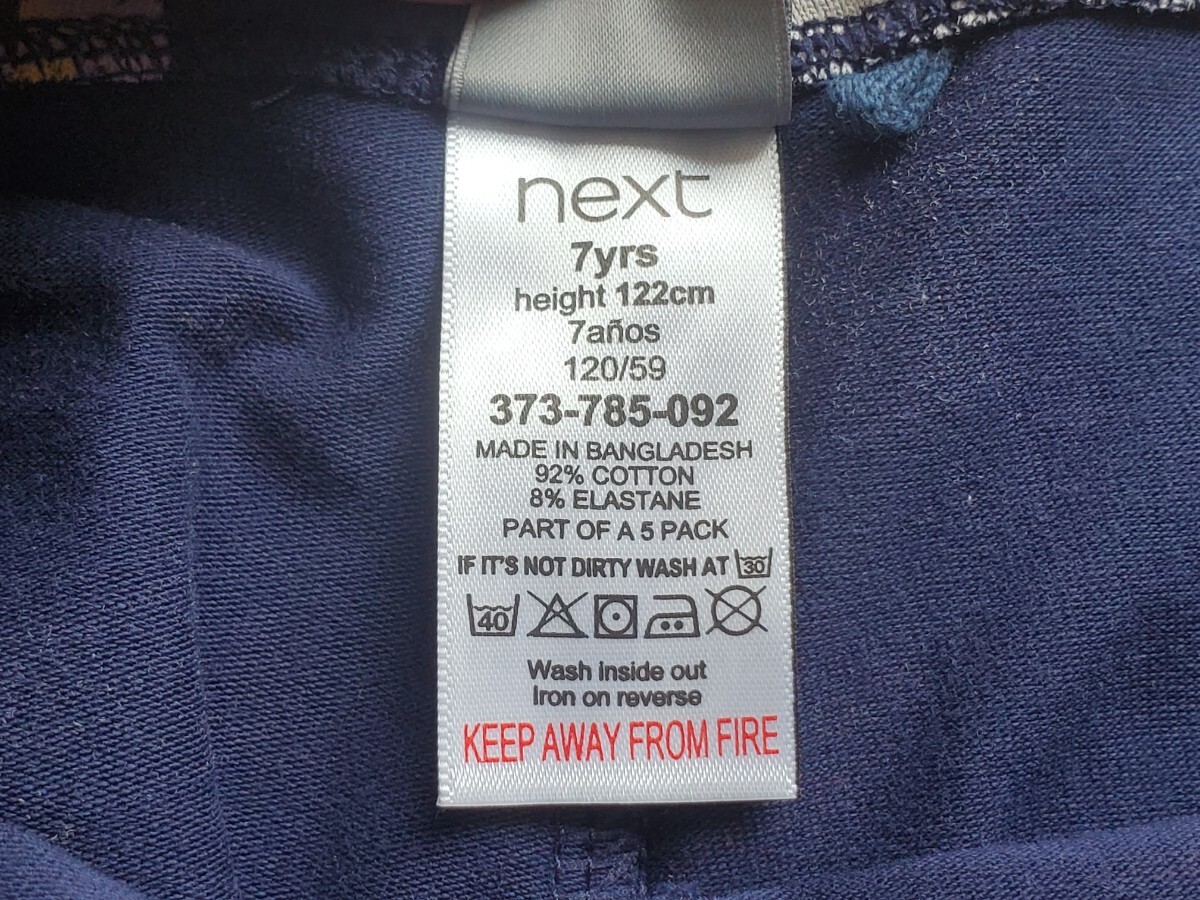 next
7yrs
height 122cm
7años
120/59
373-785-092
MADE IN BANGLADESH
92% COTTON
8% ELASTANE
PART OF A 5 PACK
IF IT'S NOT DIRTY WASH AT 30
40
Wash inside out
Iron on reverse
KEEP AWAY FROM FIRE